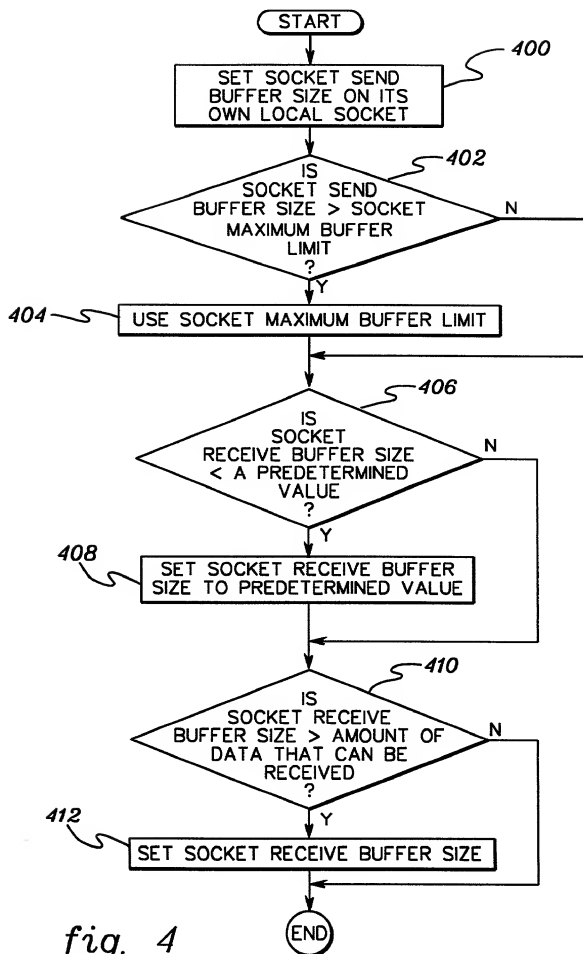 START
400
SET SOCKET SEND
BUFFER SIZE ON ITS
OWN LOCAL SOCKET
402
IS
SOCKET SEND
BUFFER SIZE > SOCKET
MAXIMUM BUFFER
LIMIT
?
N
Y
404
USE SOCKET MAXIMUM BUFFER LIMIT
406
IS
SOCKET
RECEIVE BUFFER SIZE
< A PREDETERMINED
VALUE
?
N
Y
408
SET SOCKET RECEIVE BUFFER
SIZE TO PREDETERMINED VALUE
410
IS
SOCKET RECEIVE
BUFFER SIZE > AMOUNT OF
DATA THAT CAN BE
RECEIVED
?
N
Y
412
SET SOCKET RECEIVE BUFFER SIZE
END
fig. 4